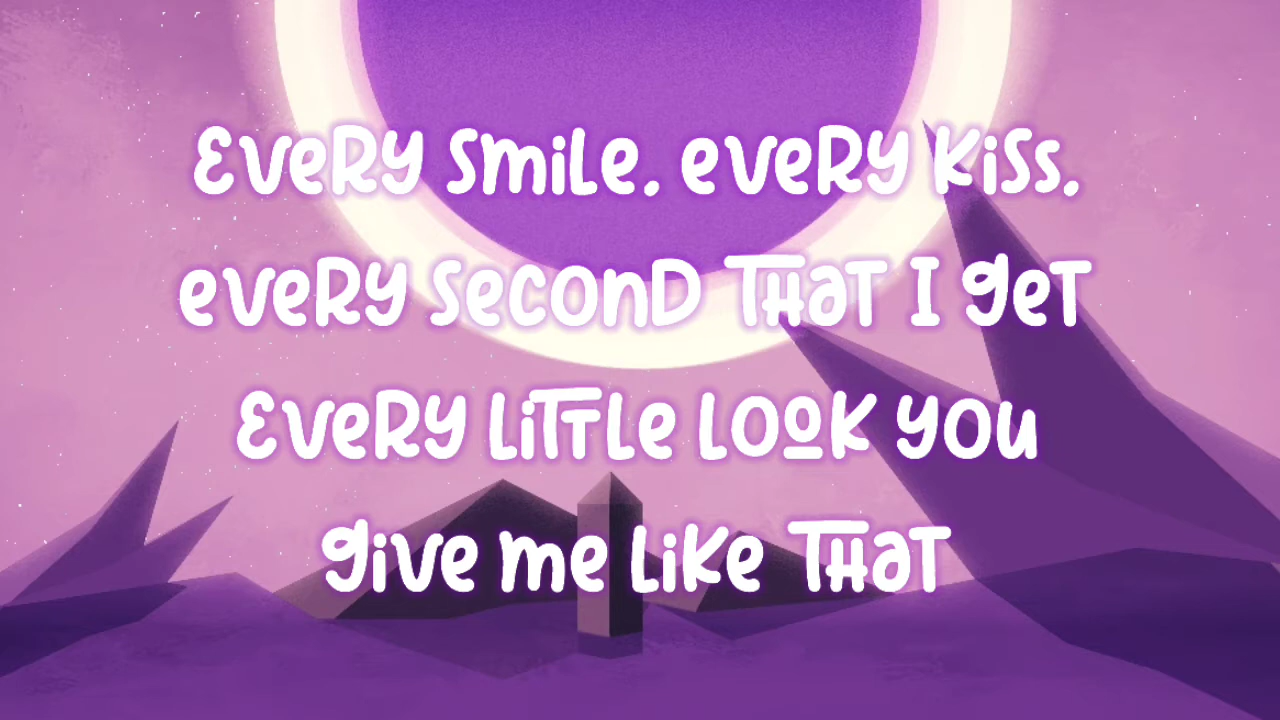 Every smile, every kiss,
every second that I get
Every little look you
give me like that